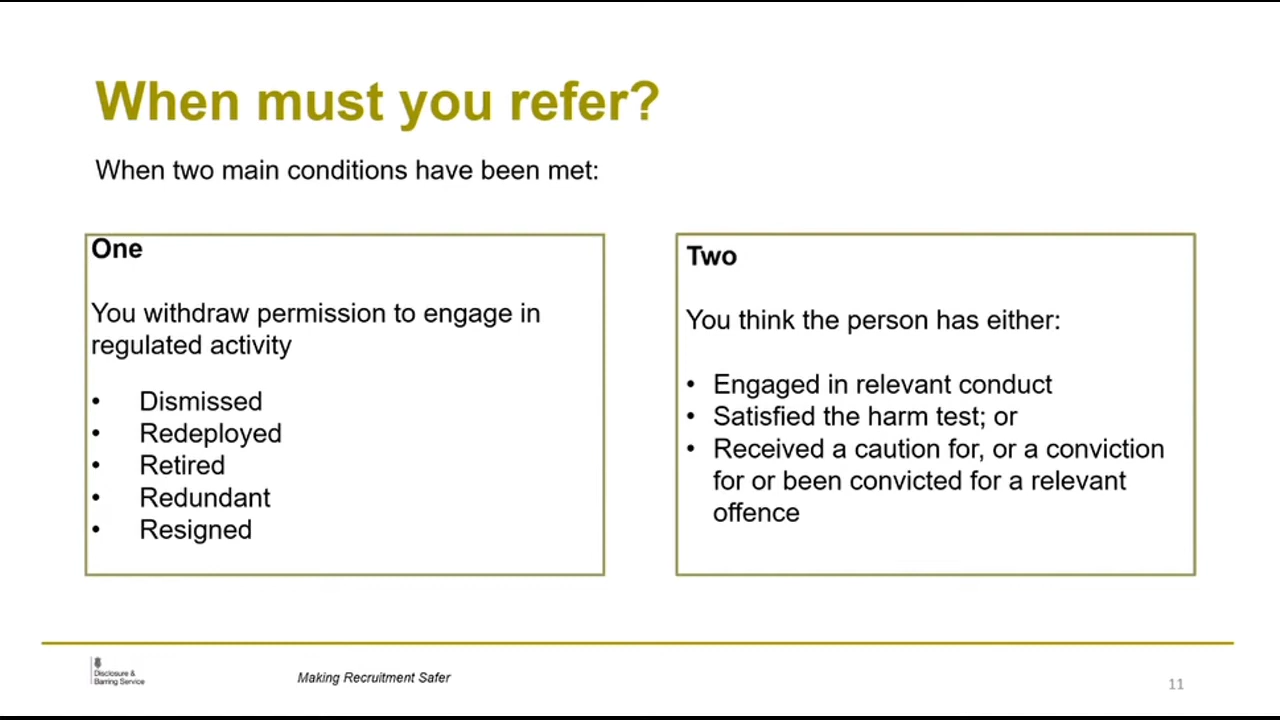 When must you refer?
When two main conditions have been met:
One
You withdraw permission to engage in
regulated activity
• Dismissed
• Redeployed
• Retired
• Redundant
• Resigned
Two
You think the person has either:
• Engaged in relevant conduct
• Satisfied the harm test; or
• Received a caution for, or a conviction
for or been convicted for a relevant
offence
Disclosure &
Barring Service
Making Recruitment Safer
11